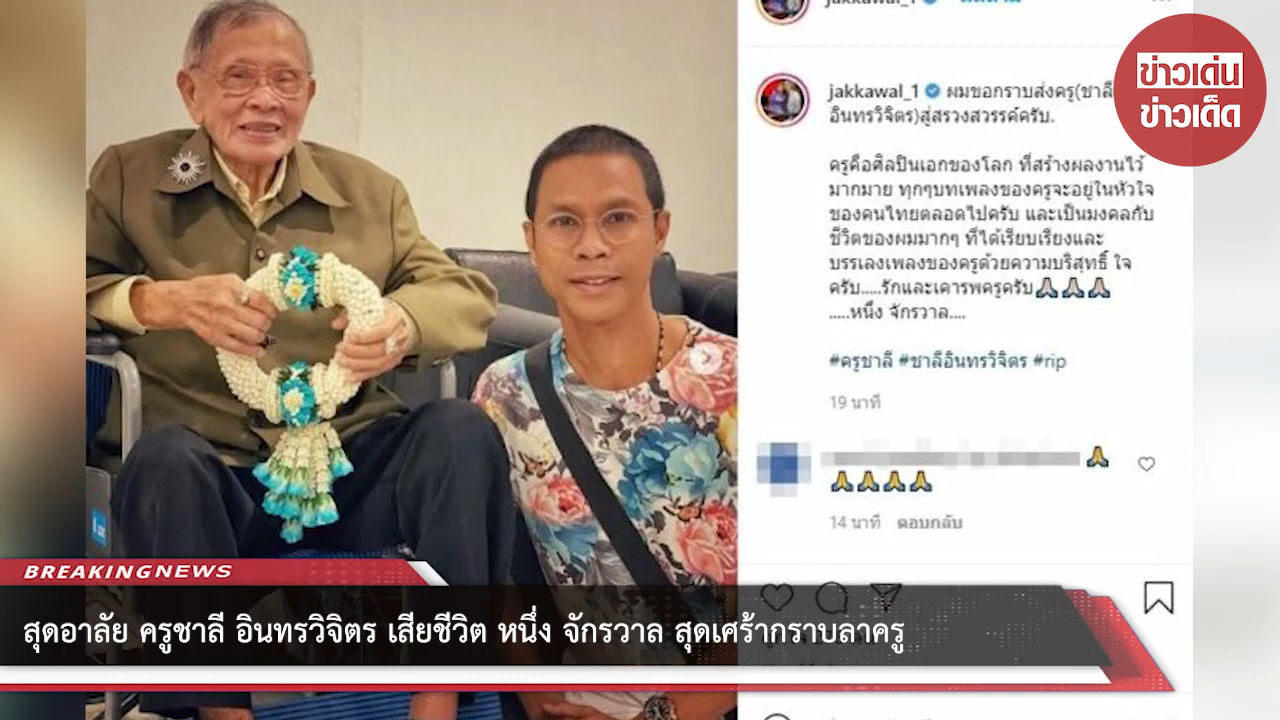 jakkawal_1
ข่าวเด่น
ข่าวเด็ด
jakkawal_1 ผมขอกราบส่งครู(ชาลี
อินทรวิจิตร)สู่สรวงสวรรค์ครับ.
ครูคือศิลปินเอกของโลก ที่สร้างผลงานไว้
มากมาย ทุกๆบทเพลงของครูจะอยู่ในหัวใจ
ของคนไทยตลอดไปครับ และเป็นมงคลกับ
ชีวิตของผมมากๆ ที่ได้เรียบเรียงและ
บรรเลงเพลงของครูด้วยความบริสุทธิ์ ใจ
ครับ.....รักและเคารพครูครับ🙏🏻🙏🏻🙏🏻
.....หนึ่ง จักรวาล....
#ครูชาลี #ชาลีอินทรวิจิตร #rip
19 นาที
🙏
🙏🙏🙏🙏
14 นาที ตอบกลับ
BREAKINGNEWS
สุดอาลัย ครูชาลี อินทรวิจิตร เสียชีวิต หนึ่ง จักรวาล สุดเศร้ากราบลาครู